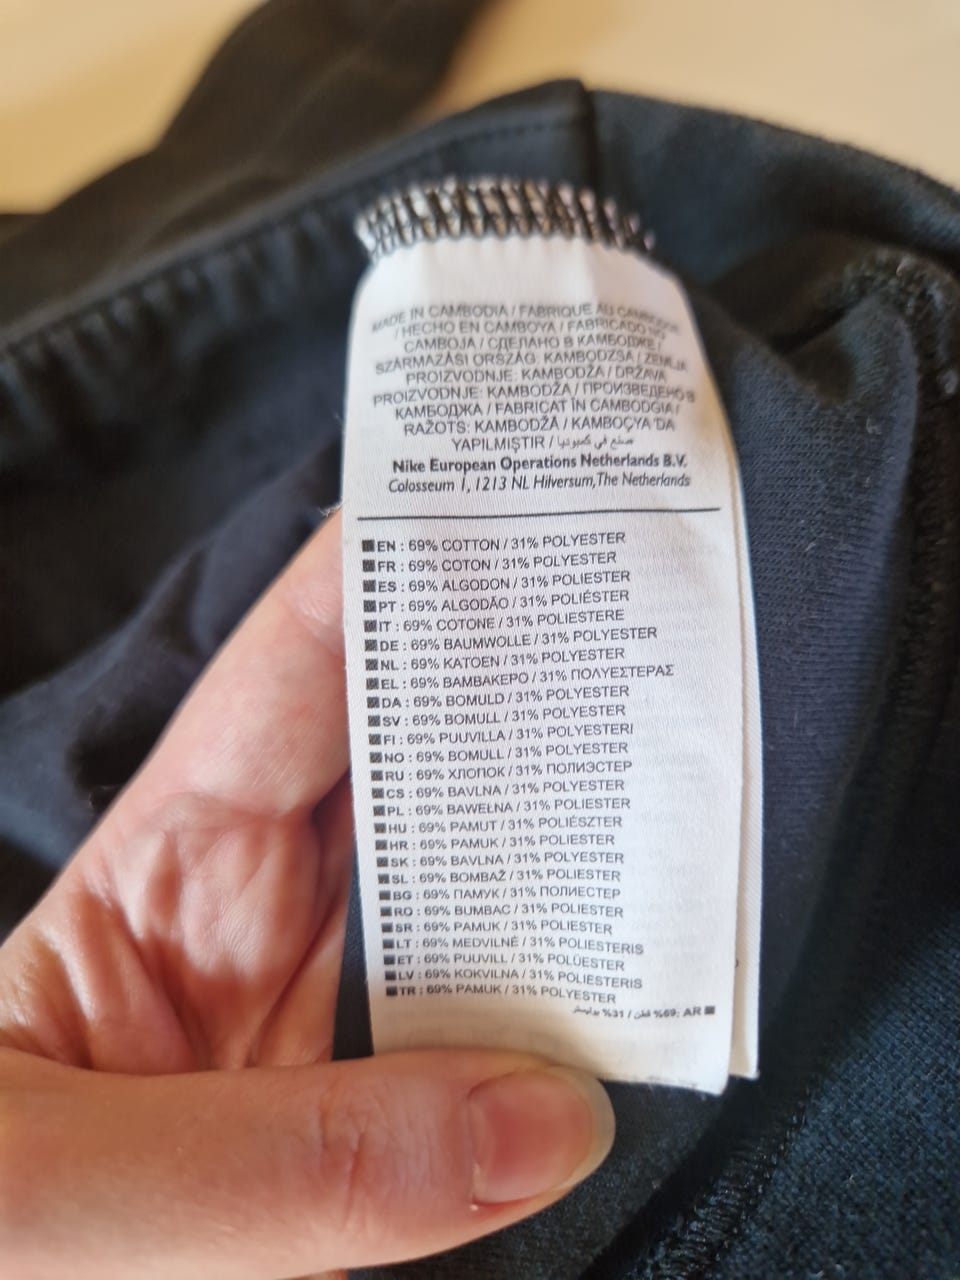 MADE IN CAMBODIA / FABRIQUE AU CAMBODGE
/ HECHO EN CAMBOYA / FABRICADO NO
CAMBOJA / СДЕЛАНО В КАМБОДЖЕ /
SZÁRMAZÁSI ORSZÁG: KAMBODZSA / ZEMLJA
PROIZVODNJE: KAMBODŽA / DRŽAVA
PROIZVODNJE: KAMBODŽA / ПРОИЗВЕДЕНО В
КАМБОДЖА / FABRICAT ÎN CAMBODGIA /
RAŽOTS: KAMBODŽĀ / KAMBOÇYA'DA
YAPILMIŞTIR / صنع في كمبوديا
Nike European Operations Netherlands B.V.
Colosseum 1, 1213 NL Hilversum, The Netherlands
EN : 69% COTTON / 31% POLYESTER
FR : 69% COTON / 31% POLYESTER
ES : 69% ALGODON / 31% POLIESTER
PT : 69% ALGODÃO / 31% POLIÉSTER
IT : 69% COTONE / 31% POLIESTERE
DE : 69% BAUMWOLLE / 31% POLYESTER
NL : 69% KATOEN / 31% POLYESTER
EL : 69% ΒΑΜΒΑΚΕΡΟ / 31% ΠΟΛΥΕΣΤΕΡΑΣ
DA : 69% BOMULD / 31% POLYESTER
SV : 69% BOMULL / 31% POLYESTER
FI : 69% PUUVILLA / 31% POLYESTERI
NO : 69% BOMULL / 31% POLYESTER
RU : 69% ХЛОПОК / 31% ПОЛИЭСТЕР
CS : 69% BAVLNA / 31% POLYESTER
PL : 69% BAWEŁNA / 31% POLIESTER
HU : 69% PAMUT / 31% POLIÉSZTER
HR : 69% PAMUK / 31% POLIESTER
SK : 69% BAVLNA / 31% POLYESTER
SL : 69% BOMBAŽ / 31% POLIESTER
BG : 69% ПАМУК / 31% ПОЛИЕСТЕР
RO : 69% BUMBAC / 31% POLIESTER
SR : 69% PAMUK / 31% POLIESTER
LT : 69% MEDVILNĖ / 31% POLIESTERIS
ET : 69% PUUVILL / 31% POLÜESTER
LV : 69% KOKVILNA / 31% POLIESTERIS
TR : 69% PAMUK / 31% POLYESTER
AR :69% قطن / 31% بوليستر